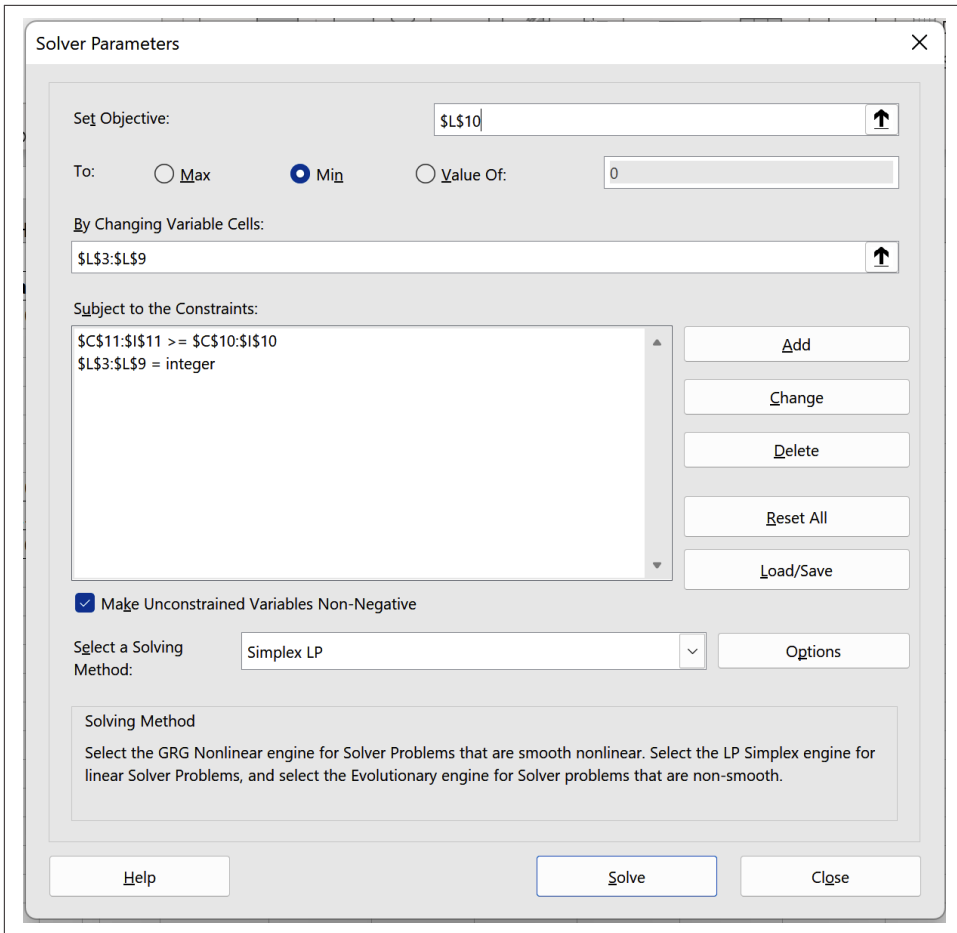 Solver Parameters
Set Objective:
$L$10
To:
Max
Min
Value Of:
0
By Changing Variable Cells:
$L$3:$L$9
Subject to the Constraints:
$C$11:$I$11 >= $C$10:$I$10
$L$3:$L$9 = integer
Add
Change
Delete
Reset All
Load/Save
Make Unconstrained Variables Non-Negative
Select a Solving
Method:
Simplex LP
Options
Solving Method
Select the GRG Nonlinear engine for Solver Problems that are smooth nonlinear. Select the LP Simplex engine for
linear Solver Problems, and select the Evolutionary engine for Solver problems that are non-smooth.
Help
Solve
Close